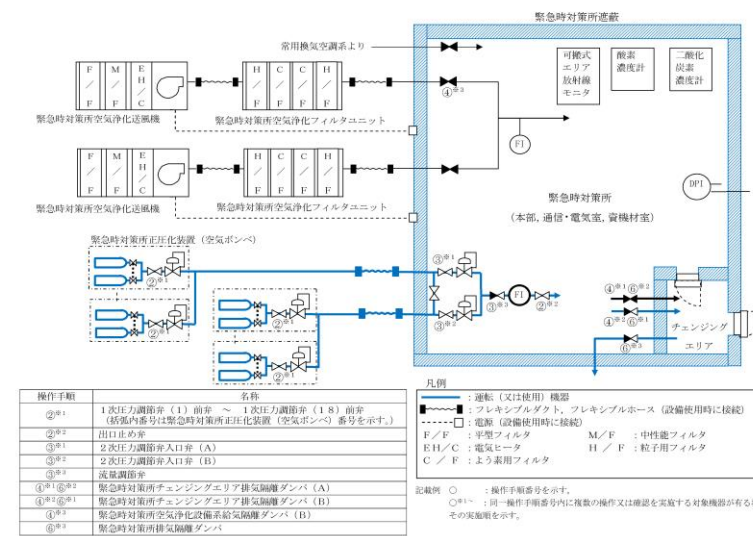 緊急時対策所遮蔽
常用換気空調系より
可搬式
エリア
放射線
モニタ
酸素
濃度計
二酸化
炭素
濃度計
F/F
M/F
EH/C
H/F
C/F
C/F
H/F
④※3
緊急時対策所空気浄化送風機
緊急時対策所空気浄化フィルタユニット
FI
F/F
M/F
EH/C
H/F
C/F
C/F
H/F
緊急時対策所空気浄化送風機
緊急時対策所空気浄化フィルタユニット
DPI
緊急時対策所
(本部,通信・電気室,資機材室)
緊急時対策所正圧化装置(空気ボンベ)
②※1
②※1
②※1
②※1
③※1
③※2
③※3
FI
②※2
④※1⑥※2
④※2⑥※1
⑥※3
チェンジング
エリア
操作手順 名称
②※1 1次圧力調節弁(1)前弁 ~ 1次圧力調節弁(18)前弁
(括弧内番号は緊急時対策所正圧化装置(空気ボンベ)番号を示す。)
②※2 出口止め弁
③※1 2次圧力調節弁入口弁(A)
③※2 2次圧力調節弁入口弁(B)
③※3 流量調節弁
④※1⑥※2 緊急時対策所チェンジングエリア排気隔離ダンパ(A)
④※2⑥※1 緊急時対策所チェンジングエリア排気隔離ダンパ(B)
④※3 緊急時対策所空気浄化設備系給気隔離ダンパ(B)
⑥※3 緊急時対策所排気隔離ダンパ
凡例
:運転(又は使用)機器
:フレキシブルダクト,フレキシブルホース(設備使用時に接続)
:電源(設備使用時に接続)
F/F :平型フィルタ M/F :中性能フィルタ
EH/C :電気ヒータ H/F :粒子用フィルタ
C/F :よう素用フィルタ
記載例 ○ :操作手順番号を示す。
○※1~ :同一操作手順番号内に複数の操作又は確認を実施する対象機器が有る
その実施順を示す。